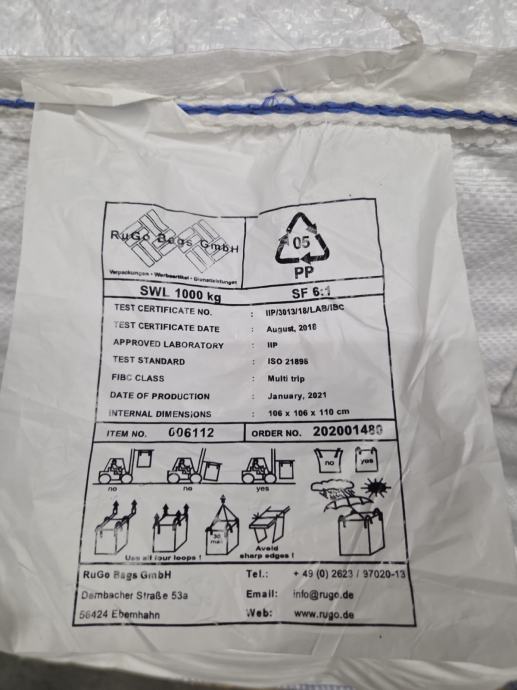 RuGo Bags GmbH
Verpackungen • Werbeartikel • Dienstleistungen
05
PP
SWL 1000 kg SF 6:1
TEST CERTIFICATE NO. : IIP/3013/18/LAB/IBC
TEST CERTIFICATE DATE : August, 2018
APPROVED LABORATORY : IIP
TEST STANDARD : ISO 21895
FIBC CLASS : Multi trip
DATE OF PRODUCTION : January, 2021
INTERNAL DIMENSIONS : 106 x 106 x 110 cm
ITEM NO. 006112 ORDER NO. 202001480
no no yes no yes
30
max
Use all four loops !
Avoid
sharp edges !
RuGo Bags GmbH Tel.: + 49 (0) 2623 / 97020-13
Dernbacher Straße 53a Email: info@rugo.de
56424 Ebernhahn Web: www.rugo.de